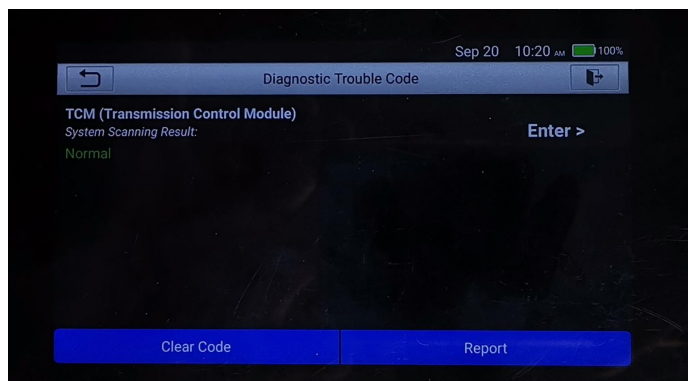 Sep 20 10:20 AM 100%
Diagnostic Trouble Code
TCM (Transmission Control Module)
System Scanning Result:
Enter >
Normal
Clear Code Report